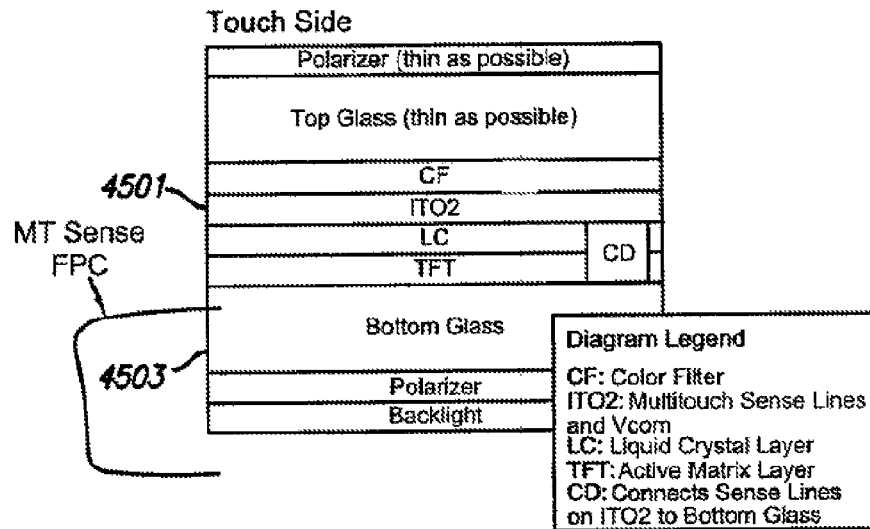 Touch Side
Polarizer (thin as possible)
Top Glass (thin as possible)
CF
4501
ITO2
MT Sense
FPC
LC
CD
TFT
Bottom Glass
4503
Polarizer
Backlight
Diagram Legend
CF: Color Filter
ITO2: Multitouch Sense Lines
and Vcom
LC: Liquid Crystal Layer
TFT: Active Matrix Layer
CD: Connects Sense Lines
on ITO2 to Bottom Glass